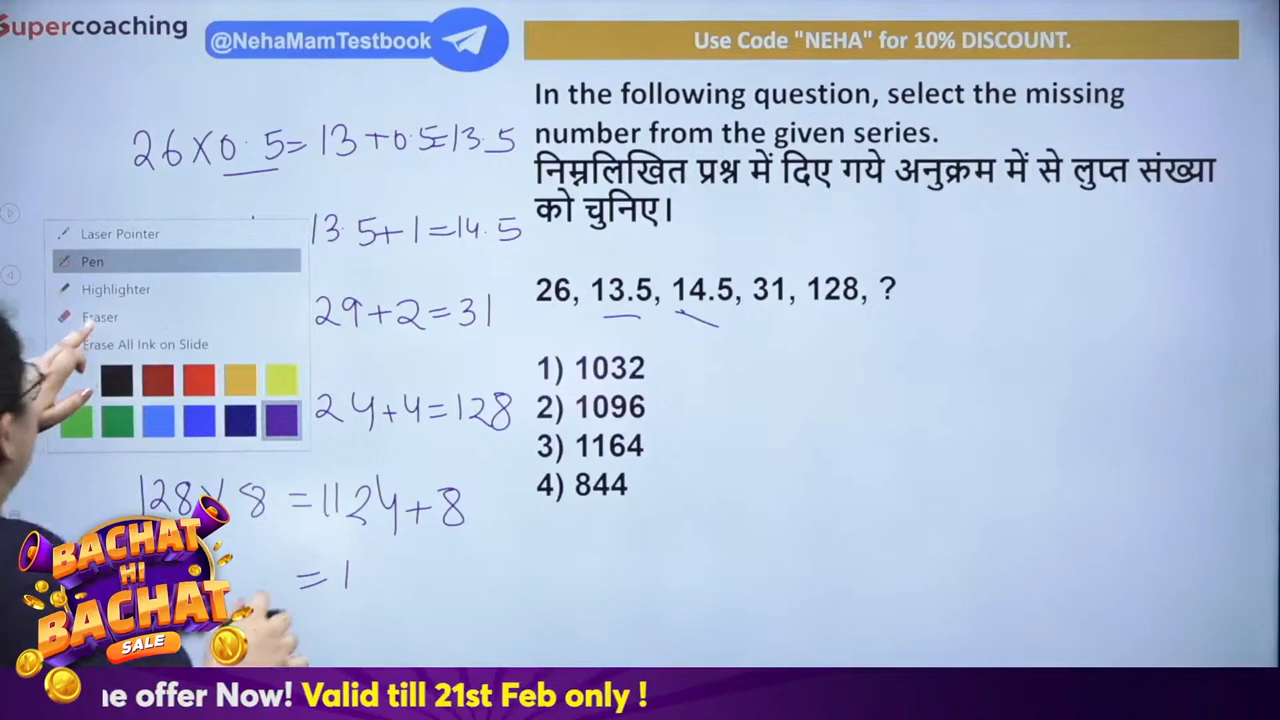 Supercoaching
@NehaMamTestbook
Use Code "NEHA" for 10% DISCOUNT.
In the following question, select the missing
number from the given series.
निम्नलिखित प्रश्न में दिए गये अनुक्रम में से लुप्त संख्या
को चुनिए।
26, 13.5, 14.5, 31, 128, ?
1) 1032
2) 1096
3) 1164
4) 844
26×0.5=13+0.5=13.5
13.5+1=14.5
29+2=31
24+4=128
128×8=1124+8
=1
Laser Pointer
Pen
Highlighter
Eraser
Erase All Ink on Slide
BACHAT
HI
BACHAT
SALE
ne offer Now! Valid till 21st Feb only !